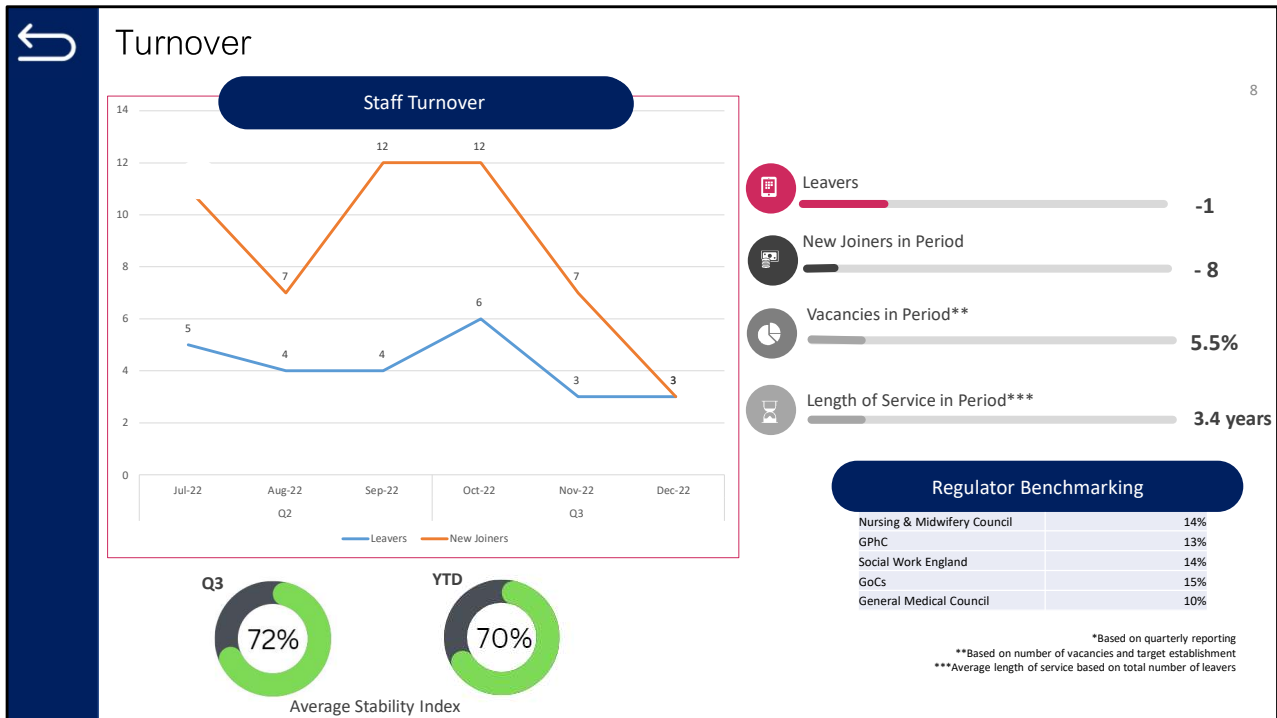 Turnover
8
Staff Turnover
14
12
10
8
6
4
2
0
7
12
12
7
3
5
4
4
6
3
Jul-22 Aug-22 Sep-22 Oct-22 Nov-22 Dec-22
Q2 Q3
Leavers New Joiners
Leavers
-1
New Joiners in Period
- 8
Vacancies in Period**
5.5%
Length of Service in Period***
3.4 years
Regulator Benchmarking
Nursing & Midwifery Council 14%
GPhC 13%
Social Work England 14%
GoCs 15%
General Medical Council 10%
Q3
72%
YTD
70%
Average Stability Index
*Based on quarterly reporting
**Based on number of vacancies and target establishment
***Average length of service based on total number of leavers